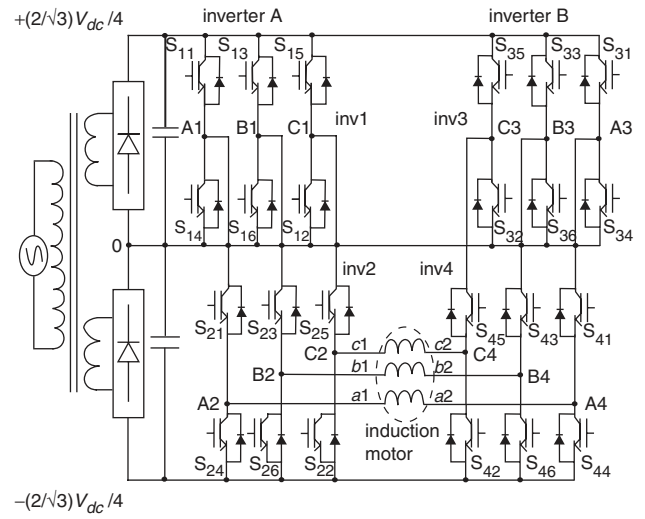 +(2/√3)V_dc/4
inverter A
inverter B
S11
S13
S15
S35
S33
S31
A1
B1
C1
inv1
inv3
C3
B3
A3
S14
S16
S12
S32
S36
S34
0
inv2
inv4
S21
S23
S25
S45
S43
S41
C2
c1
c2
C4
B2
b1
b2
B4
A2
a1
a2
A4
induction
motor
S24
S26
S22
S42
S46
S44
−(2/√3)V_dc/4